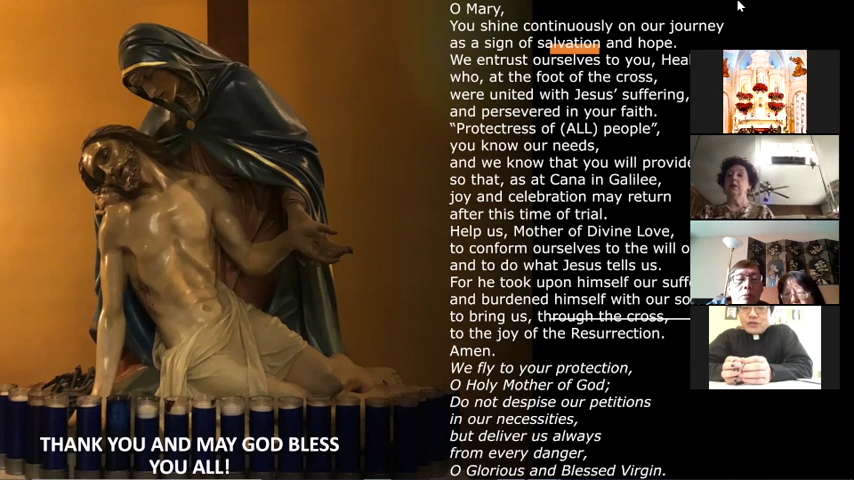 O Mary,
You shine continuously on our journey
as a sign of salvation and hope.
We entrust ourselves to you,
who, at the foot of the cross,
were united with Jesus’ suffering,
and persevered in your faith.
“Protectress of (ALL) people”,
you know our needs,
and we know that you will provide
so that, as at Cana in Galilee,
joy and celebration may return
after this time of trial.
Help us, Mother of Divine Love,
to conform ourselves to the will
and to do what Jesus tells us.
For he took upon himself our
and burdened himself with our
to bring us, through the cross,
to the joy of the Resurrection.
Amen.
We fly to your protection,
O Holy Mother of God;
Do not despise our petitions
in our necessities,
but deliver us always
from every danger,
O Glorious and Blessed Virgin.
THANK YOU AND MAY GOD BLESS
YOU ALL!